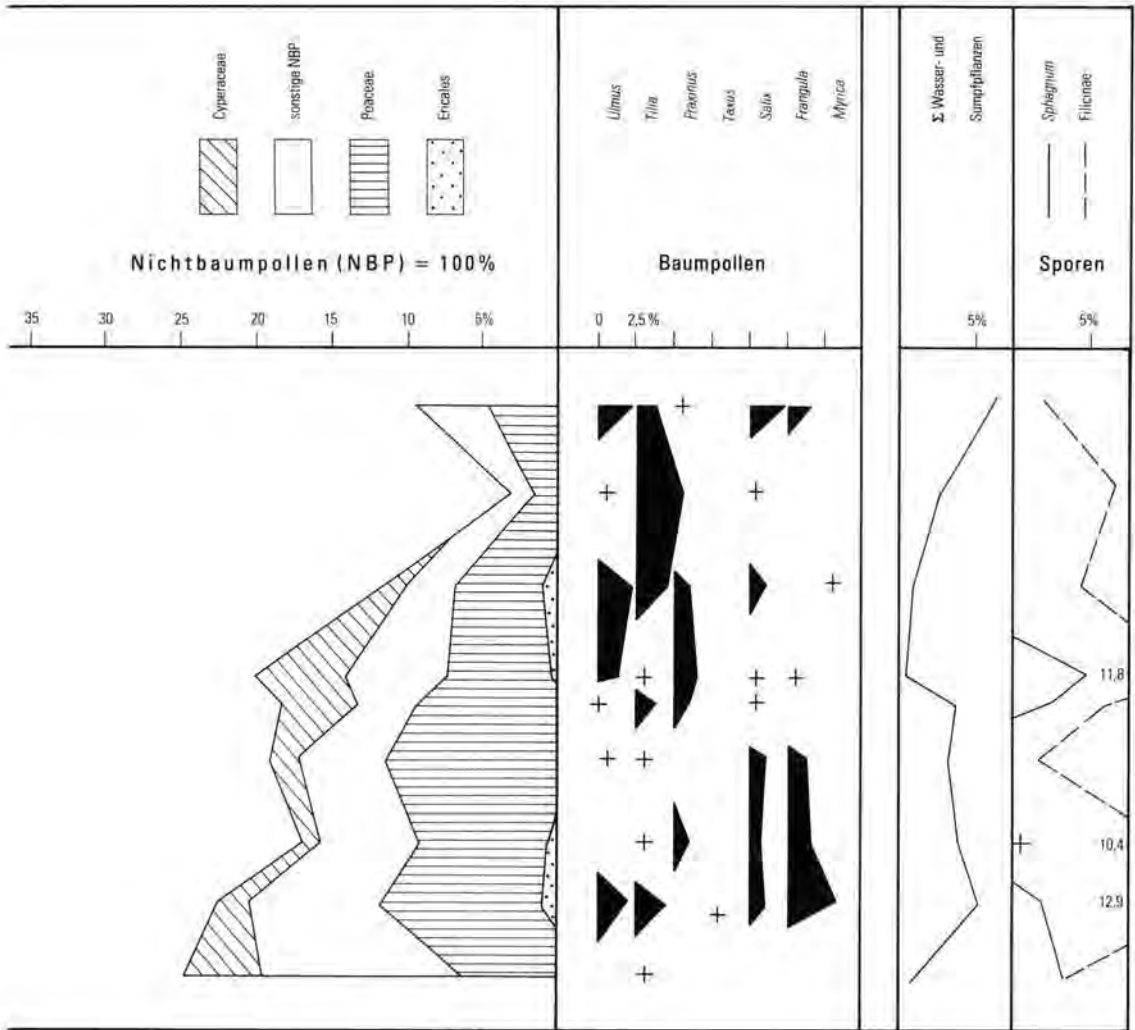 Cyperaceae
sonstige NBP
Poaceae
Ericales
Nichtbaumpollen (NBP) = 100%
35 30 25 20 15 10 5%
Ulmus
Tilia
Fraxinus
Taxus
Salix
Frangula
Myrica
Baumpollen
0 2,5%
Σ Wasser- und
Sumpfpflanzen
5%
Sphagnum
Filicinae
Sporen
5%
11,8
10,4
12,9